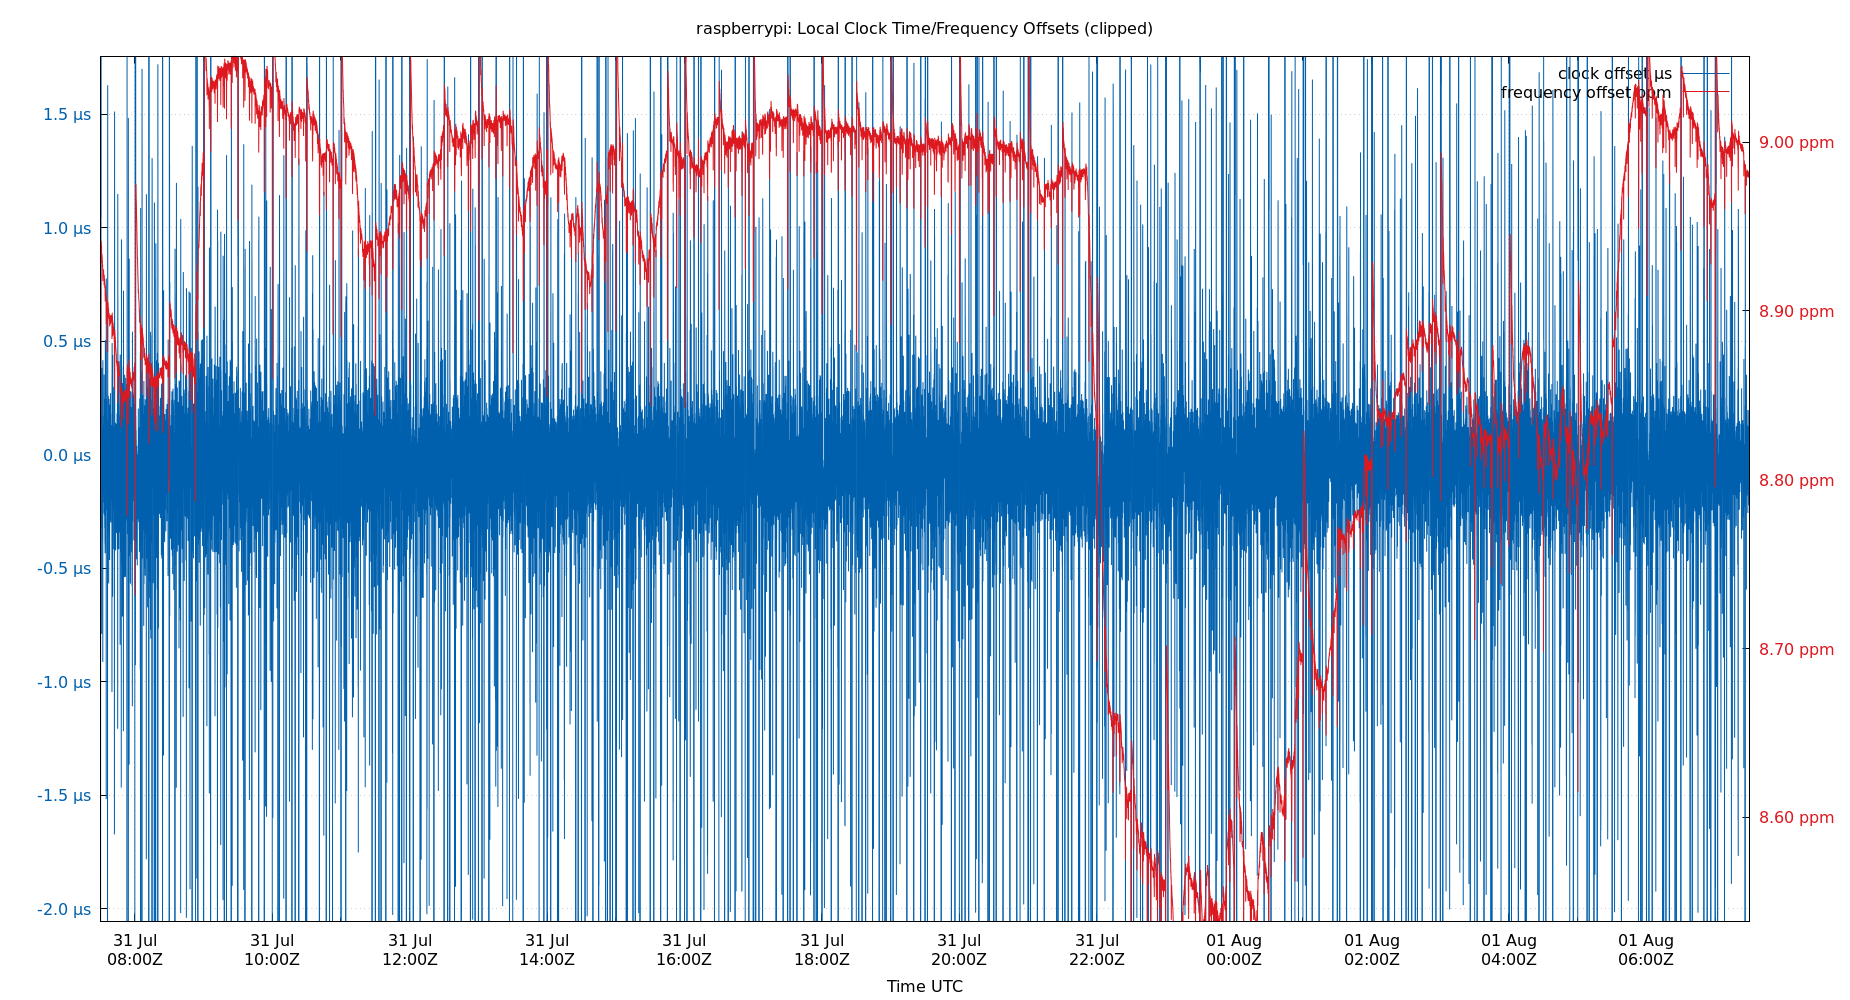 raspberrypi: Local Clock Time/Frequency Offsets (clipped)
clock offset µs
frequency offset ppm
1.5 µs
1.0 µs
0.5 µs
0.0 µs
-0.5 µs
-1.0 µs
-1.5 µs
-2.0 µs
9.00 ppm
8.90 ppm
8.80 ppm
8.70 ppm
8.60 ppm
31 Jul 31 Jul 31 Jul 31 Jul 31 Jul 31 Jul 31 Jul 31 Jul 01 Aug 01 Aug 01 Aug 01 Aug
08:00Z 10:00Z 12:00Z 14:00Z 16:00Z 18:00Z 20:00Z 22:00Z 00:00Z 02:00Z 04:00Z 06:00Z
Time UTC